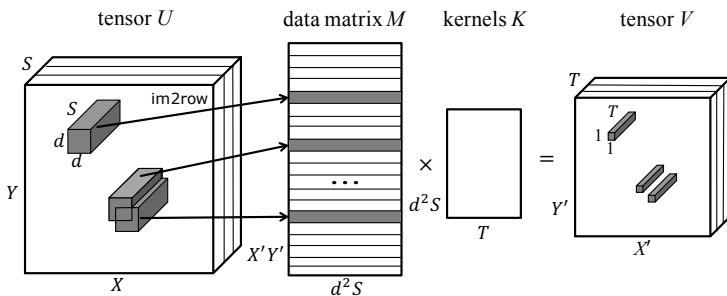 tensor U
data matrix M
kernels K
tensor V
S
S
im2row
d
d
Y
X
X′Y′
...
d²S
×
d²S
T
=
T
T
1
1
Y′
X′